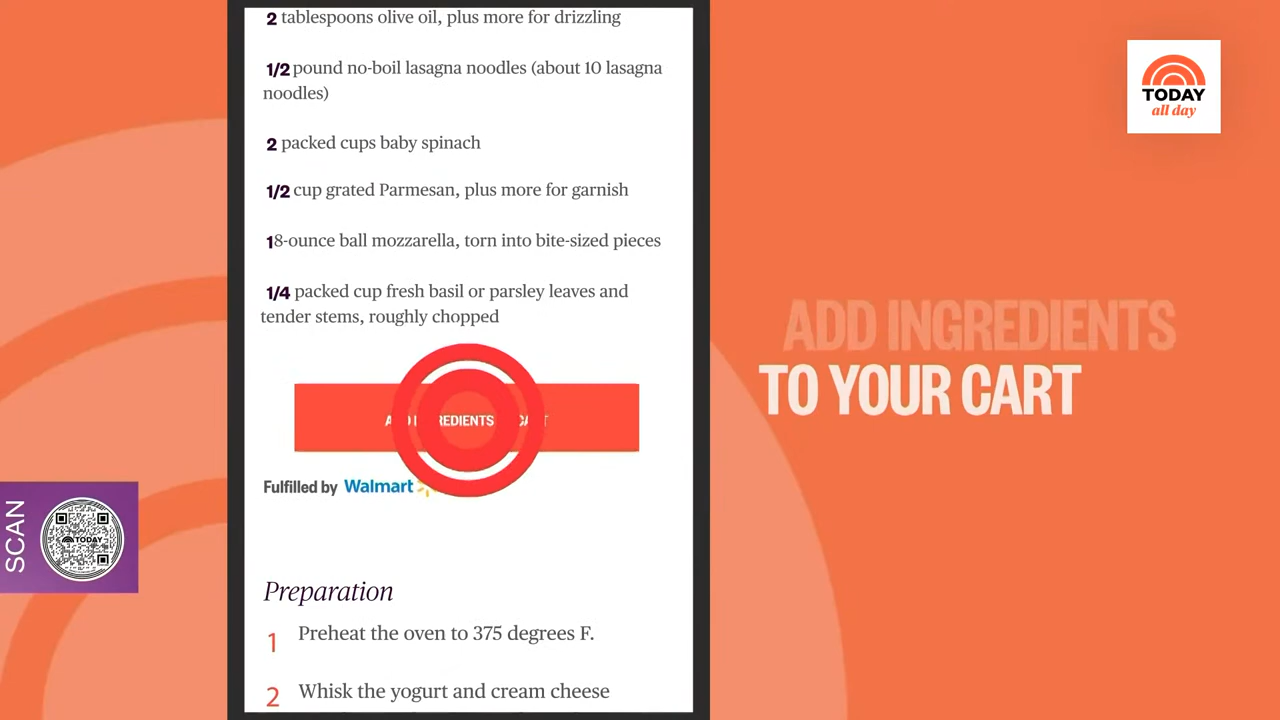 2 tablespoons olive oil, plus more for drizzling
1/2 pound no-boil lasagna noodles (about 10 lasagna
noodles)
2 packed cups baby spinach
1/2 cup grated Parmesan, plus more for garnish
1 8-ounce ball mozzarella, torn into bite-sized pieces
1/4 packed cup fresh basil or parsley leaves and
tender stems, roughly chopped
ADD INGREDIENTS CART
Fulfilled by Walmart
Preparation
1 Preheat the oven to 375 degrees F.
2 Whisk the yogurt and cream cheese
ADD INGREDIENTS
TO YOUR CART
TODAY
all day
SCAN
TODAY